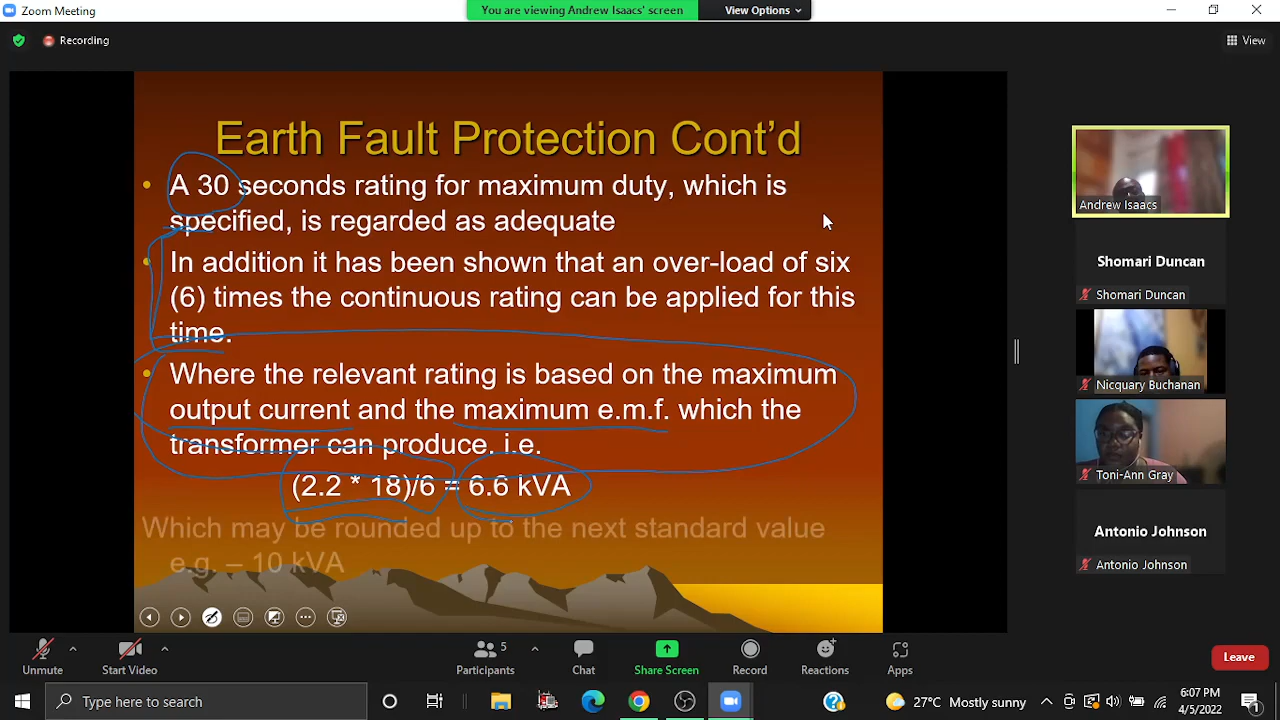 Zoom Meeting
You are viewing Andrew Isaacs' screen
View Options
Recording
View
Earth Fault Protection Cont'd
• A 30 seconds rating for maximum duty, which is
specified, is regarded as adequate
• In addition it has been shown that an over-load of six
(6) times the continuous rating can be applied for this
time.
• Where the relevant rating is based on the maximum
output current and the maximum e.m.f. which the
transformer can produce. i.e.
(2.2 * 18)/6 = 6.6 kVA
Which may be rounded up to the next standard value
e.g. – 10 kVA
Andrew Isaacs
Shomari Duncan
Shomari Duncan
Nicquary Buchanan
Toni-Ann Gray
Antonio Johnson
Antonio Johnson
Unmute
Start Video
5
Participants
Chat
Share Screen
Record
Reactions
Apps
Leave
Type here to search
27°C Mostly sunny
6:07 PM
4/5/2022
1